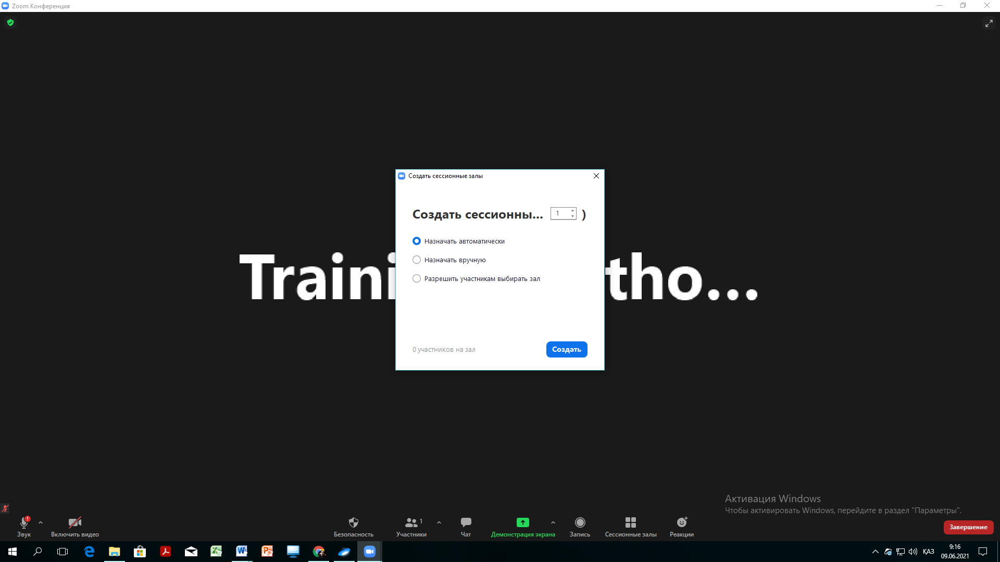 Zoom Конференция
Создать сессионные залы
Создать сессионны... 1 )
Назначать автоматически
Назначать вручную
Разрешить участникам выбирать зал
Traini
tho...
0 участников на зал
Создать
Активация Windows
Чтобы активировать Windows, перейдите в раздел "Параметры".
Звук
Включить видео
Безопасность
1
Участники
Чат
Демонстрация экрана
Запись
Сессионные залы
Реакции
Завершение
ҚАЗ
9:16
09.06.2021